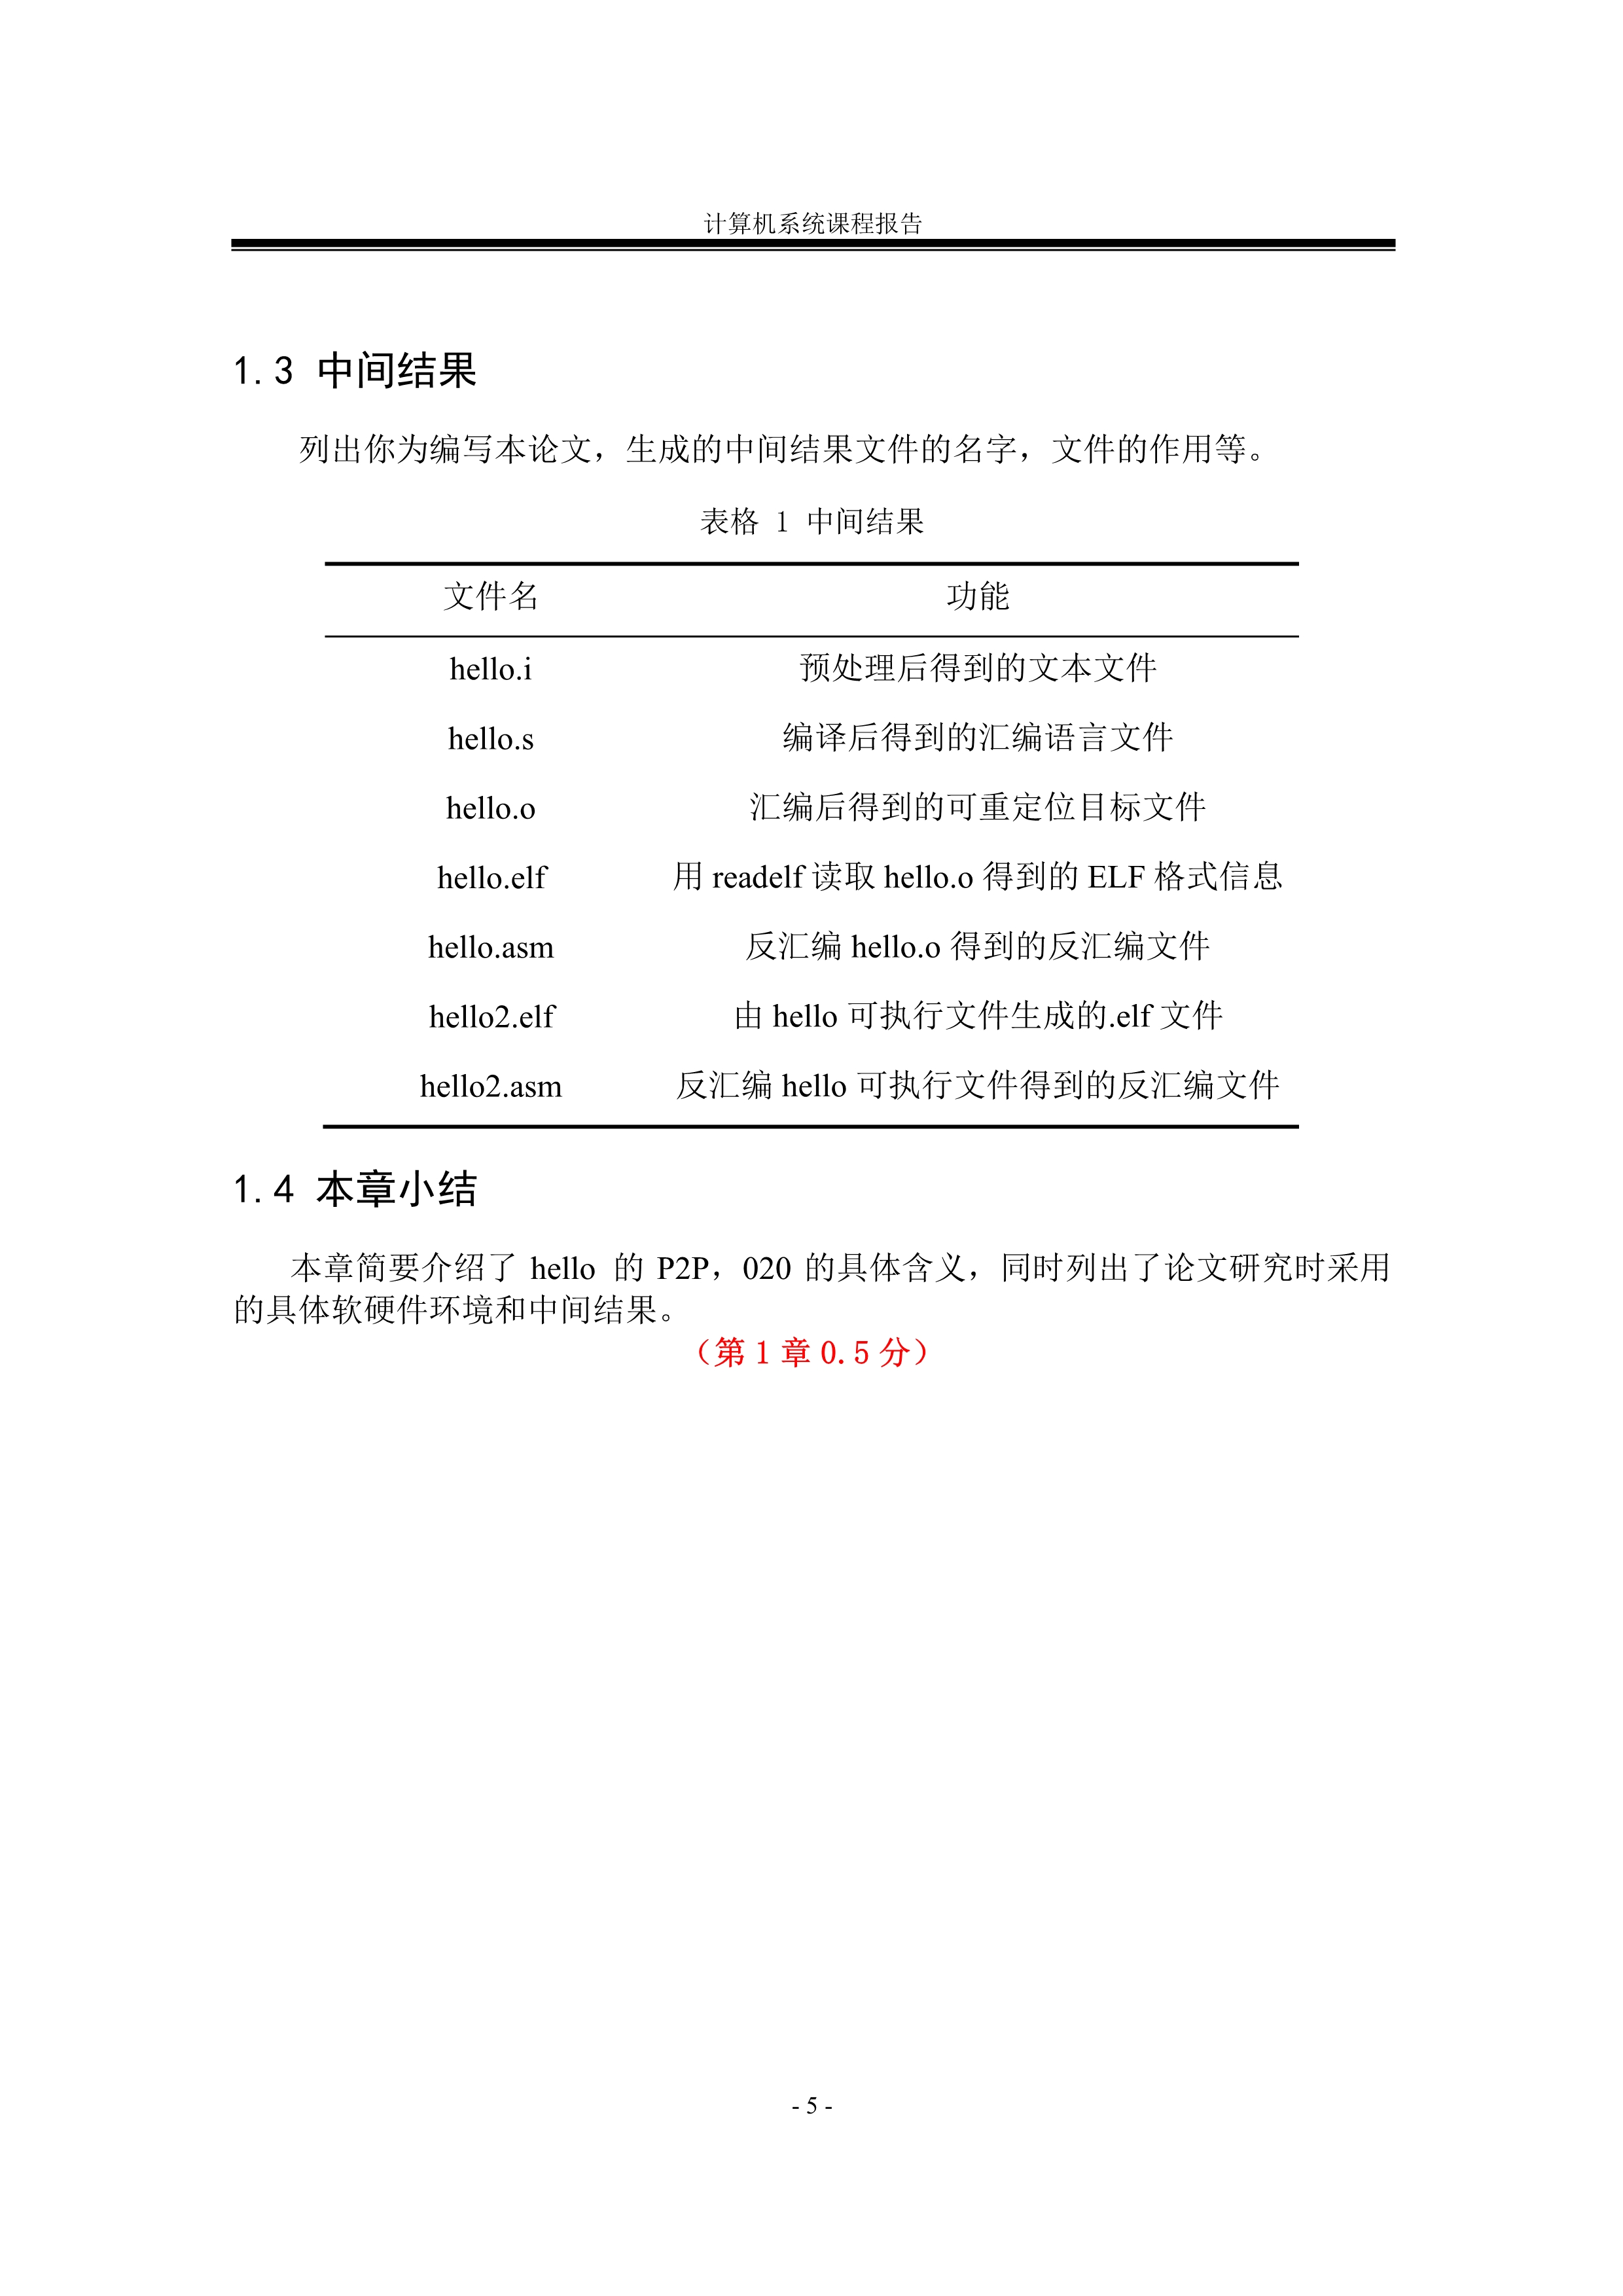 计算机系统课程报告
1.3 中间结果
列出你为编写本论文，生成的中间结果文件的名字，文件的作用等。
表格 1 中间结果
文件名 功能
hello.i 预处理后得到的文本文件
hello.s 编译后得到的汇编语言文件
hello.o 汇编后得到的可重定位目标文件
hello.elf 用 readelf 读取 hello.o 得到的 ELF 格式信息
hello.asm 反汇编 hello.o 得到的反汇编文件
hello2.elf 由 hello 可执行文件生成的.elf 文件
hello2.asm 反汇编 hello 可执行文件得到的反汇编文件
1.4 本章小结
本章简要介绍了 hello 的 P2P，020 的具体含义，同时列出了论文研究时采用
的具体软硬件环境和中间结果。
（第 1 章 0.5 分）
- 5 -